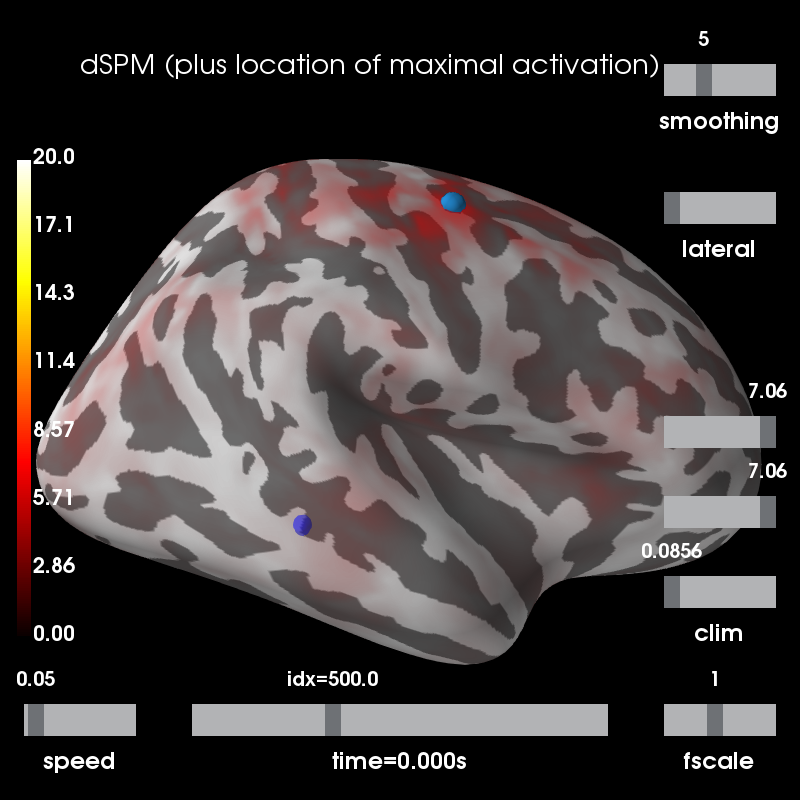 5
dSPM (plus location of maximal activation)
smoothing
20.0
17.1
lateral
14.3
11.4
7.06
8.57
7.06
5.71
0.0856
2.86
0.00
clim
0.05
idx=500.0
1
speed
time=0.000s
fscale